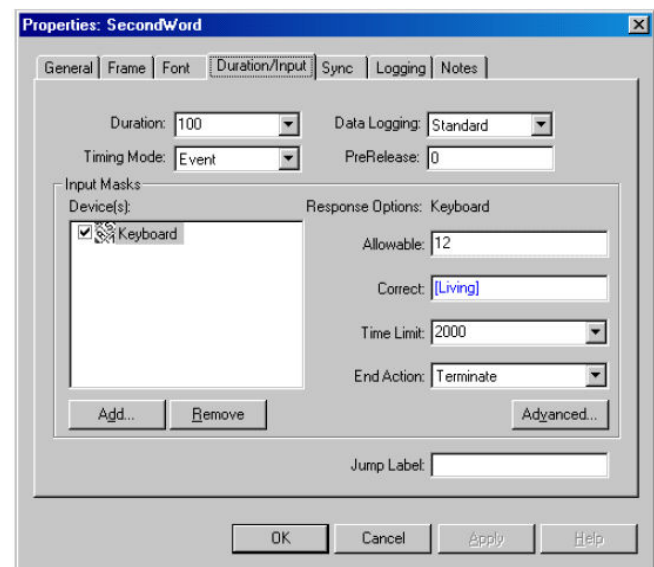 Properties: SecondWord
General Frame Font Duration/Input Sync Logging Notes
Duration: 100 Data Logging: Standard
Timing Mode: Event PreRelease: 0
Input Masks
Device(s): Response Options: Keyboard
Keyboard
Allowable: 12
Correct: [Living]
Time Limit: 2000
End Action: Terminate
Add... Remove Advanced...
Jump Label:
OK Cancel Apply Help